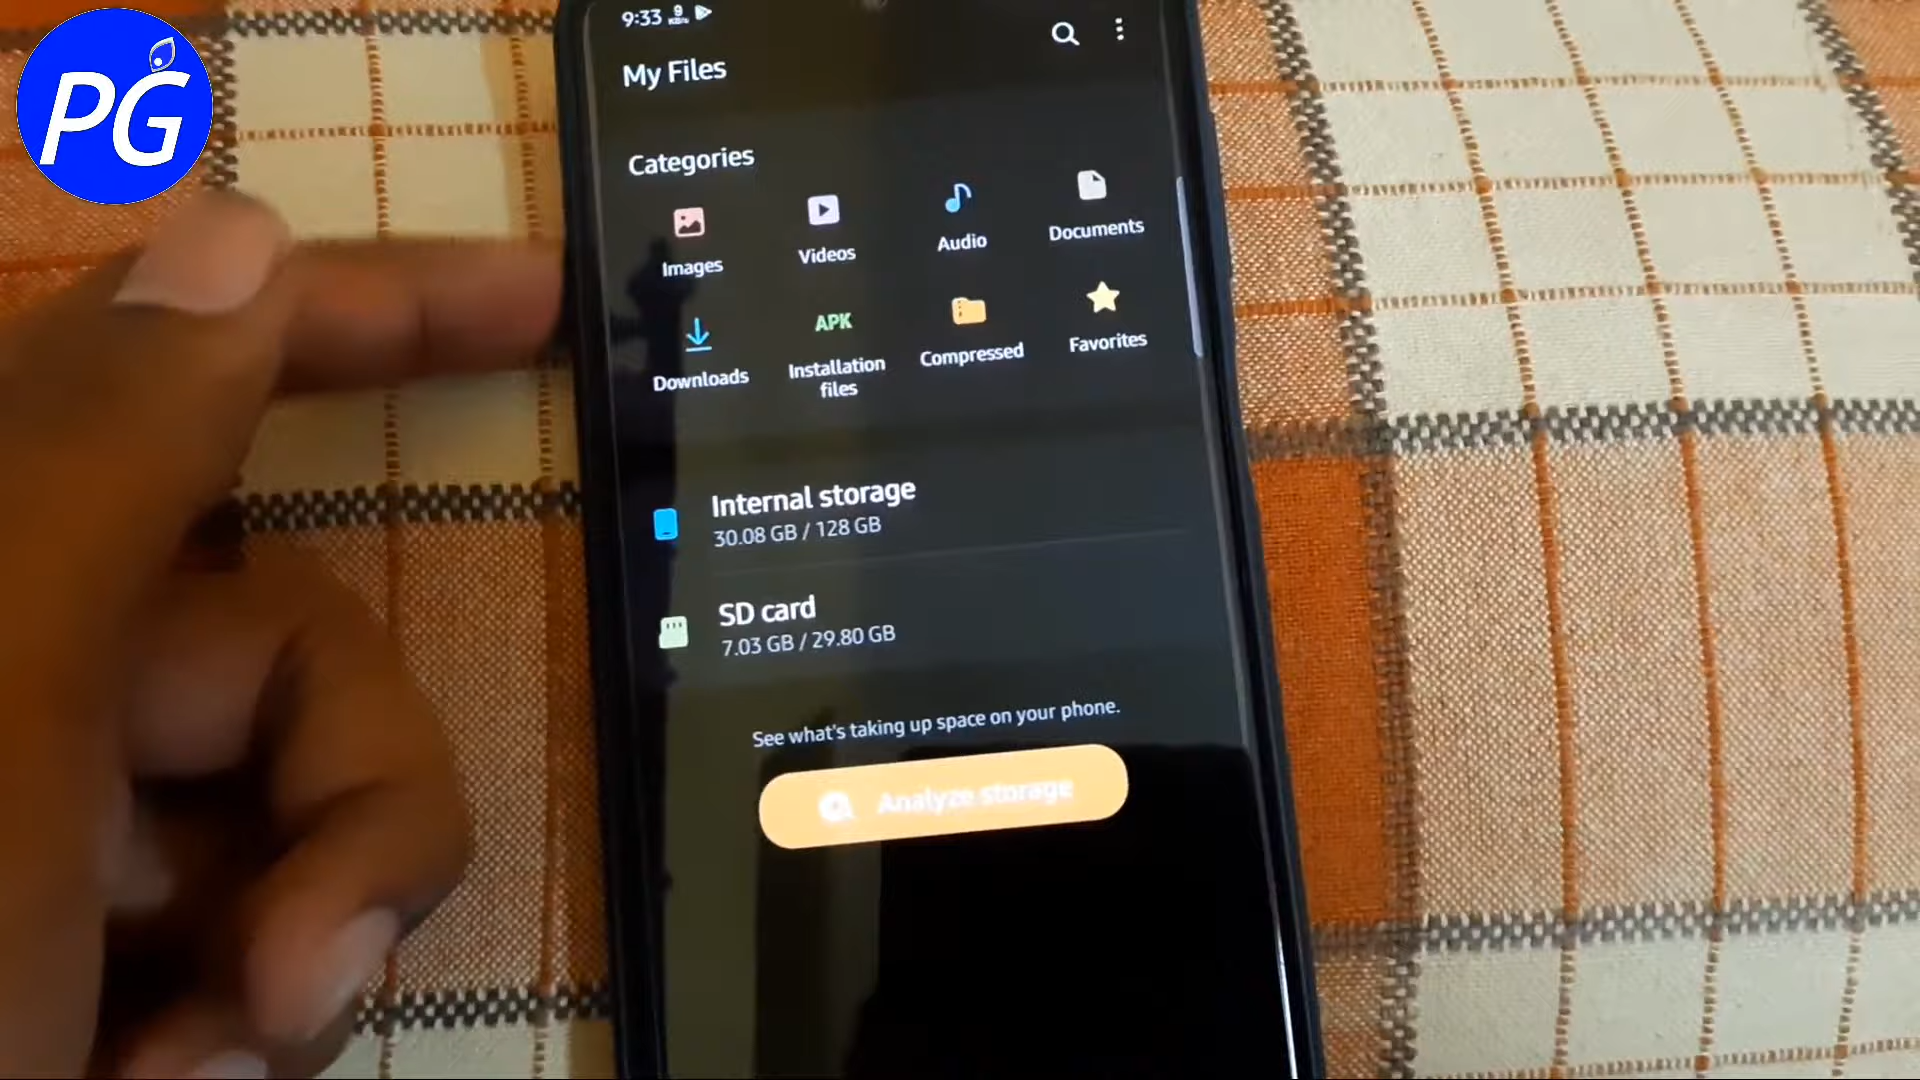 PG
9:33 9 KB/s
My Files
Categories
Images
Videos
Audio
Documents
Downloads
APK
Installation files
Compressed
Favorites
Internal storage
30.08 GB / 128 GB
SD card
7.03 GB / 29.80 GB
See what's taking up space on your phone.
Analyze storage